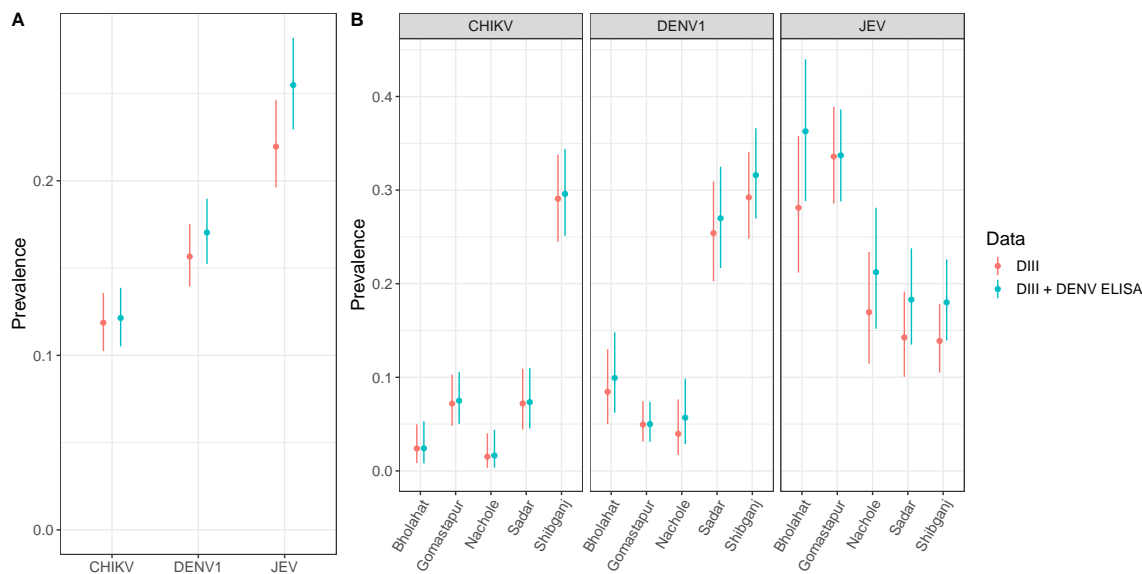 A
Prevalence
0.2
0.1
0.0
CHIKV DENV1 JEV
B
CHIKV DENV1 JEV
Prevalence
0.4
0.3
0.2
0.1
0.0
Bholahat Gomastapur Nachole Sadar Shibganj
Bholahat Gomastapur Nachole Sadar Shibganj
Bholahat Gomastapur Nachole Sadar Shibganj
Data
DIII
DIII + DENV ELISA